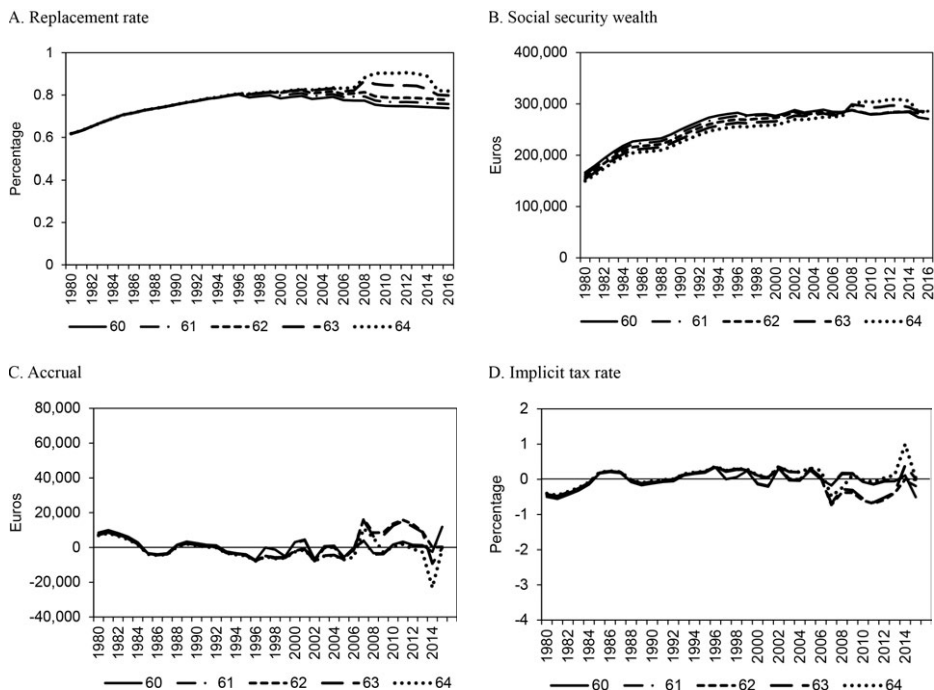 A. Replacement rate
1
0.8
0.6
0.4
0.2
0
Percentage
1980 1982 1984 1986 1988 1990 1992 1994 1996 1998 2000 2002 2004 2006 2008 2010 2012 2014 2016
60 61 62 63 64
B. Social security wealth
400,000
300,000
200,000
100,000
0
Euros
1980 1982 1984 1986 1988 1990 1992 1994 1996 1998 2000 2002 2004 2006 2008 2010 2012 2014 2016
60 61 62 63 64
C. Accrual
80,000
60,000
40,000
20,000
0
-20,000
-40,000
Euros
1980 1982 1984 1986 1988 1990 1992 1994 1996 1998 2000 2002 2004 2006 2008 2010 2012 2014
60 61 62 63 64
D. Implicit tax rate
2
1
0
-1
-2
-3
-4
Percentage
1980 1982 1984 1986 1988 1990 1992 1994 1996 1998 2000 2002 2004 2006 2008 2010 2012 2014
60 61 62 63 64